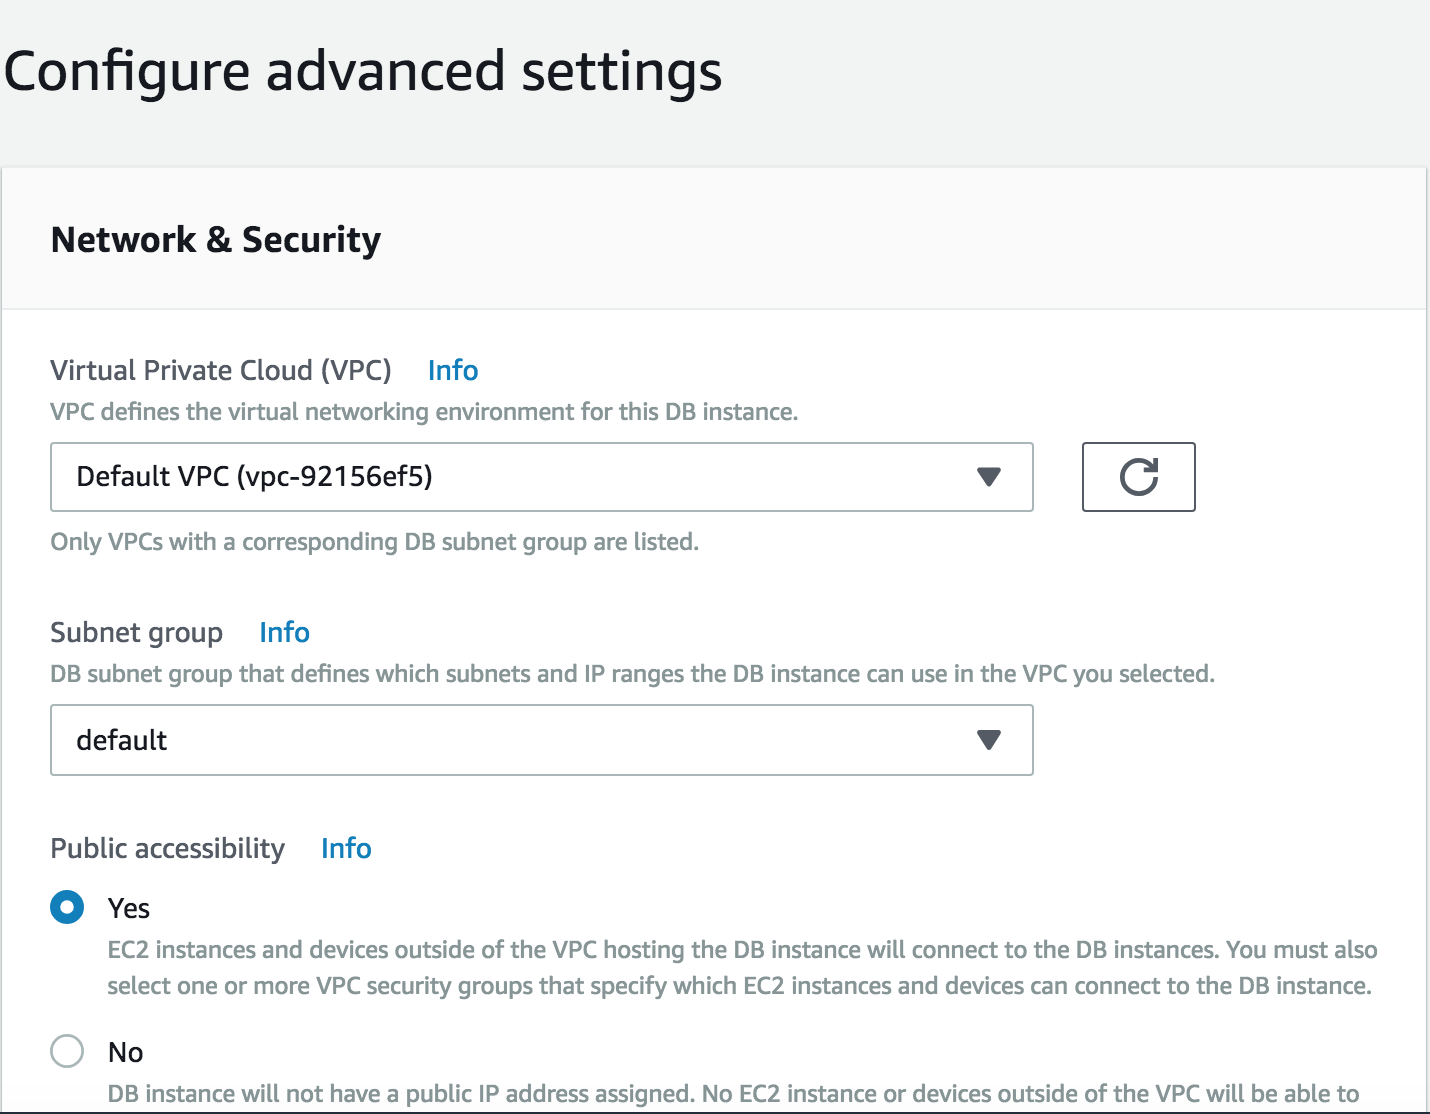 Configure advanced settings
Network & Security
Virtual Private Cloud (VPC) Info
VPC defines the virtual networking environment for this DB instance.
Default VPC (vpc-92156ef5)
Only VPCs with a corresponding DB subnet group are listed.
Subnet group Info
DB subnet group that defines which subnets and IP ranges the DB instance can use in the VPC you selected.
default
Public accessibility Info
Yes
EC2 instances and devices outside of the VPC hosting the DB instance will connect to the DB instances. You must also
select one or more VPC security groups that specify which EC2 instances and devices can connect to the DB instance.
No
DB instance will not have a public IP address assigned. No EC2 instance or devices outside of the VPC will be able to